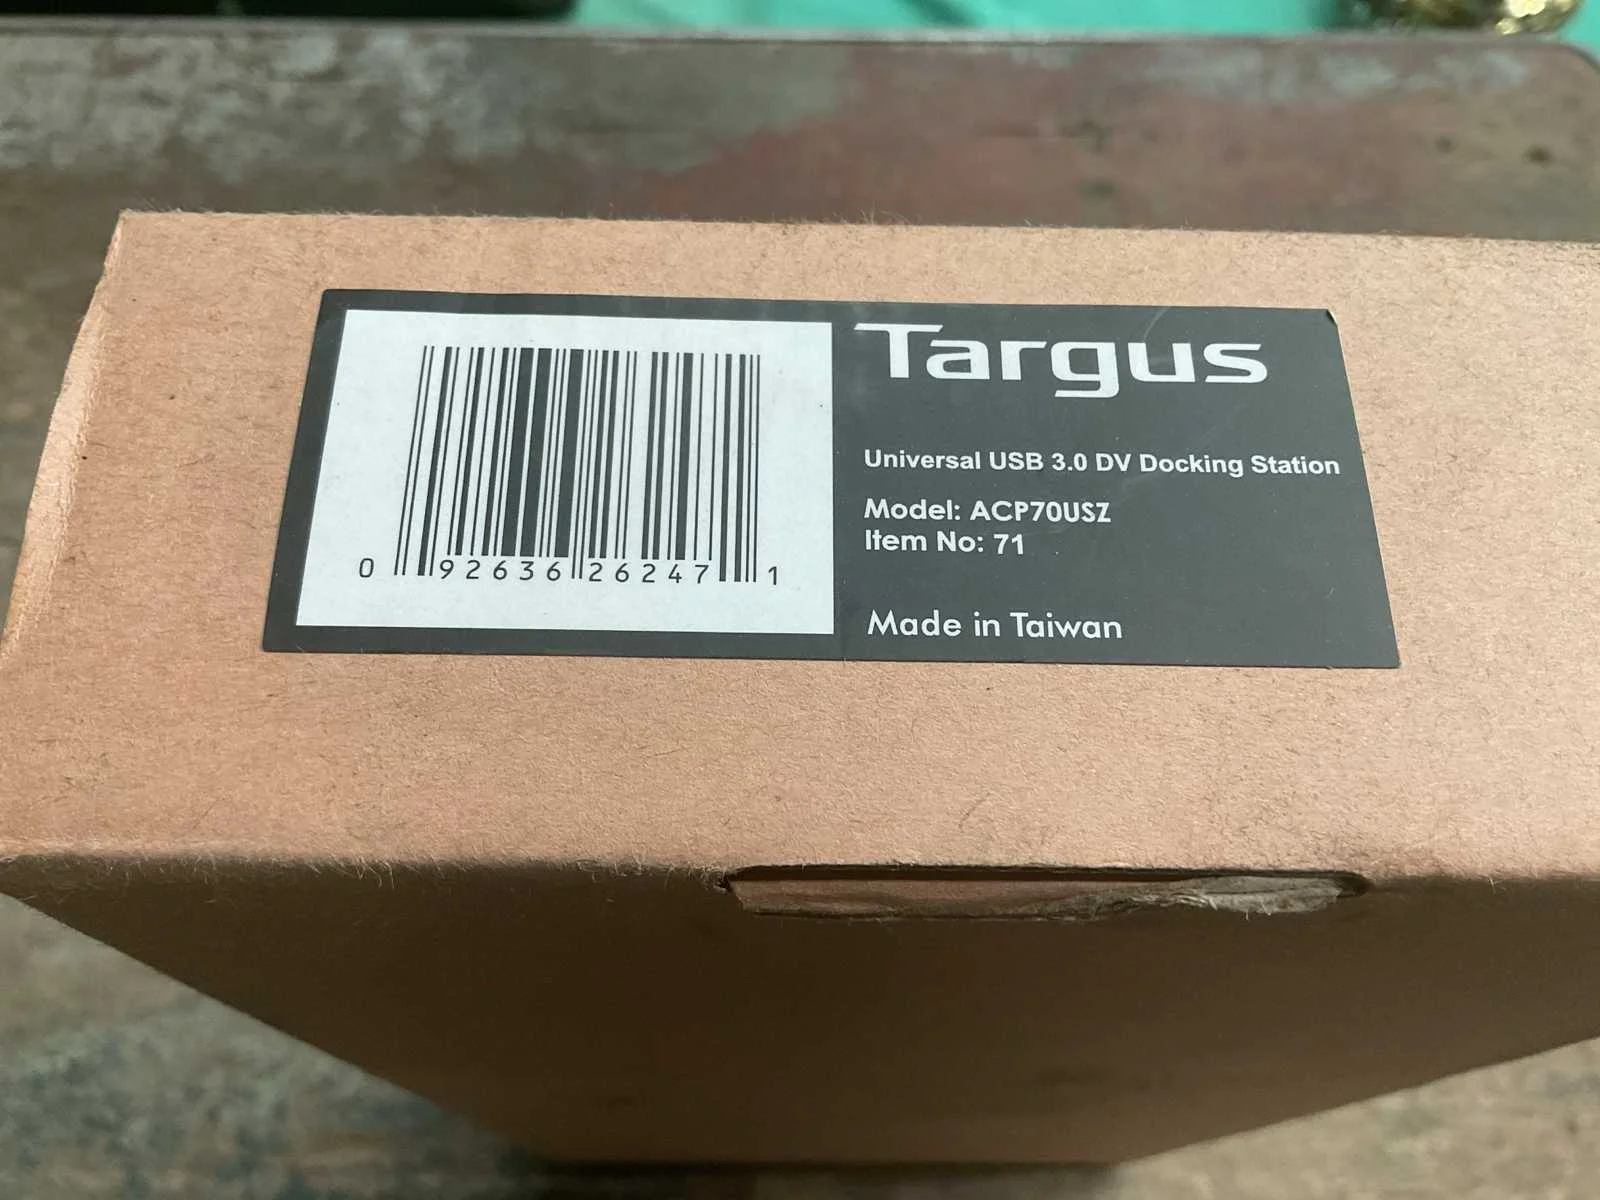 Targus
Universal USB 3.0 DV Docking Station
Model: ACP70USZ
Item No: 71
Made in Taiwan
0 92636 26247 1